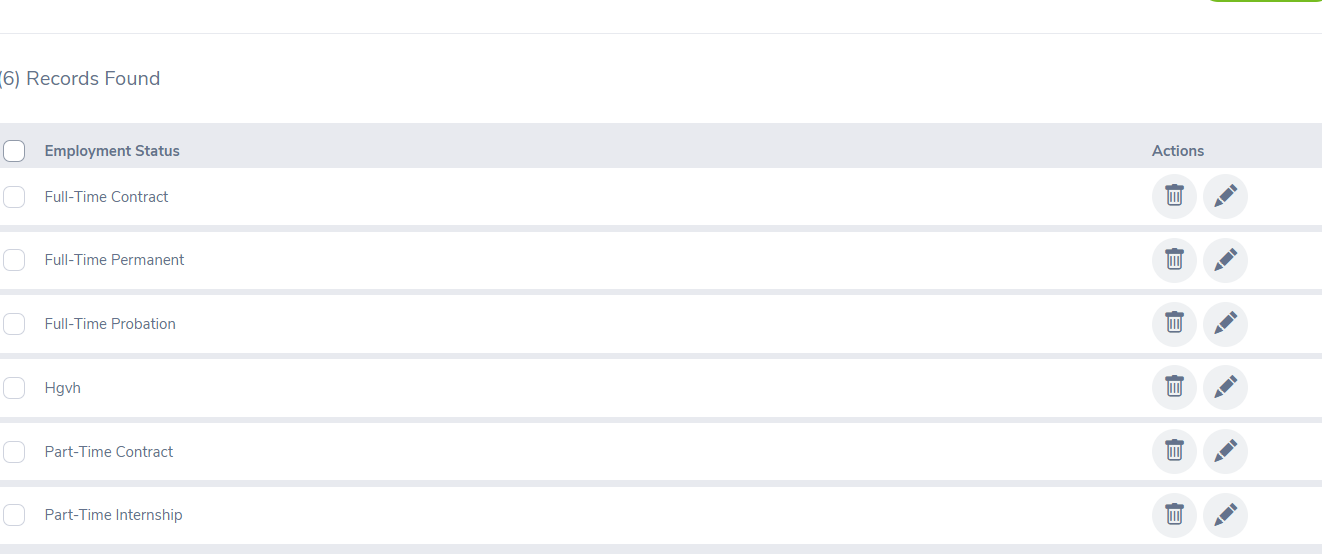 (6) Records Found
Employment Status Actions
Full-Time Contract
Full-Time Permanent
Full-Time Probation
Hgvh
Part-Time Contract
Part-Time Internship